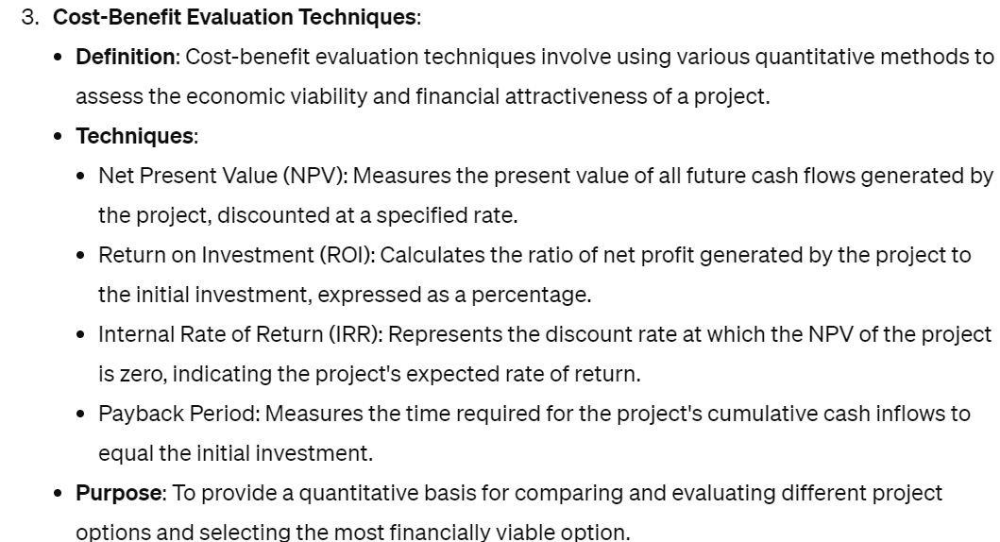 3. Cost-Benefit Evaluation Techniques:
• Definition: Cost-benefit evaluation techniques involve using various quantitative methods to
assess the economic viability and financial attractiveness of a project.
• Techniques:
• Net Present Value (NPV): Measures the present value of all future cash flows generated by
the project, discounted at a specified rate.
• Return on Investment (ROI): Calculates the ratio of net profit generated by the project to
the initial investment, expressed as a percentage.
• Internal Rate of Return (IRR): Represents the discount rate at which the NPV of the project
is zero, indicating the project's expected rate of return.
• Payback Period: Measures the time required for the project's cumulative cash inflows to
equal the initial investment.
• Purpose: To provide a quantitative basis for comparing and evaluating different project
options and selecting the most financially viable option.